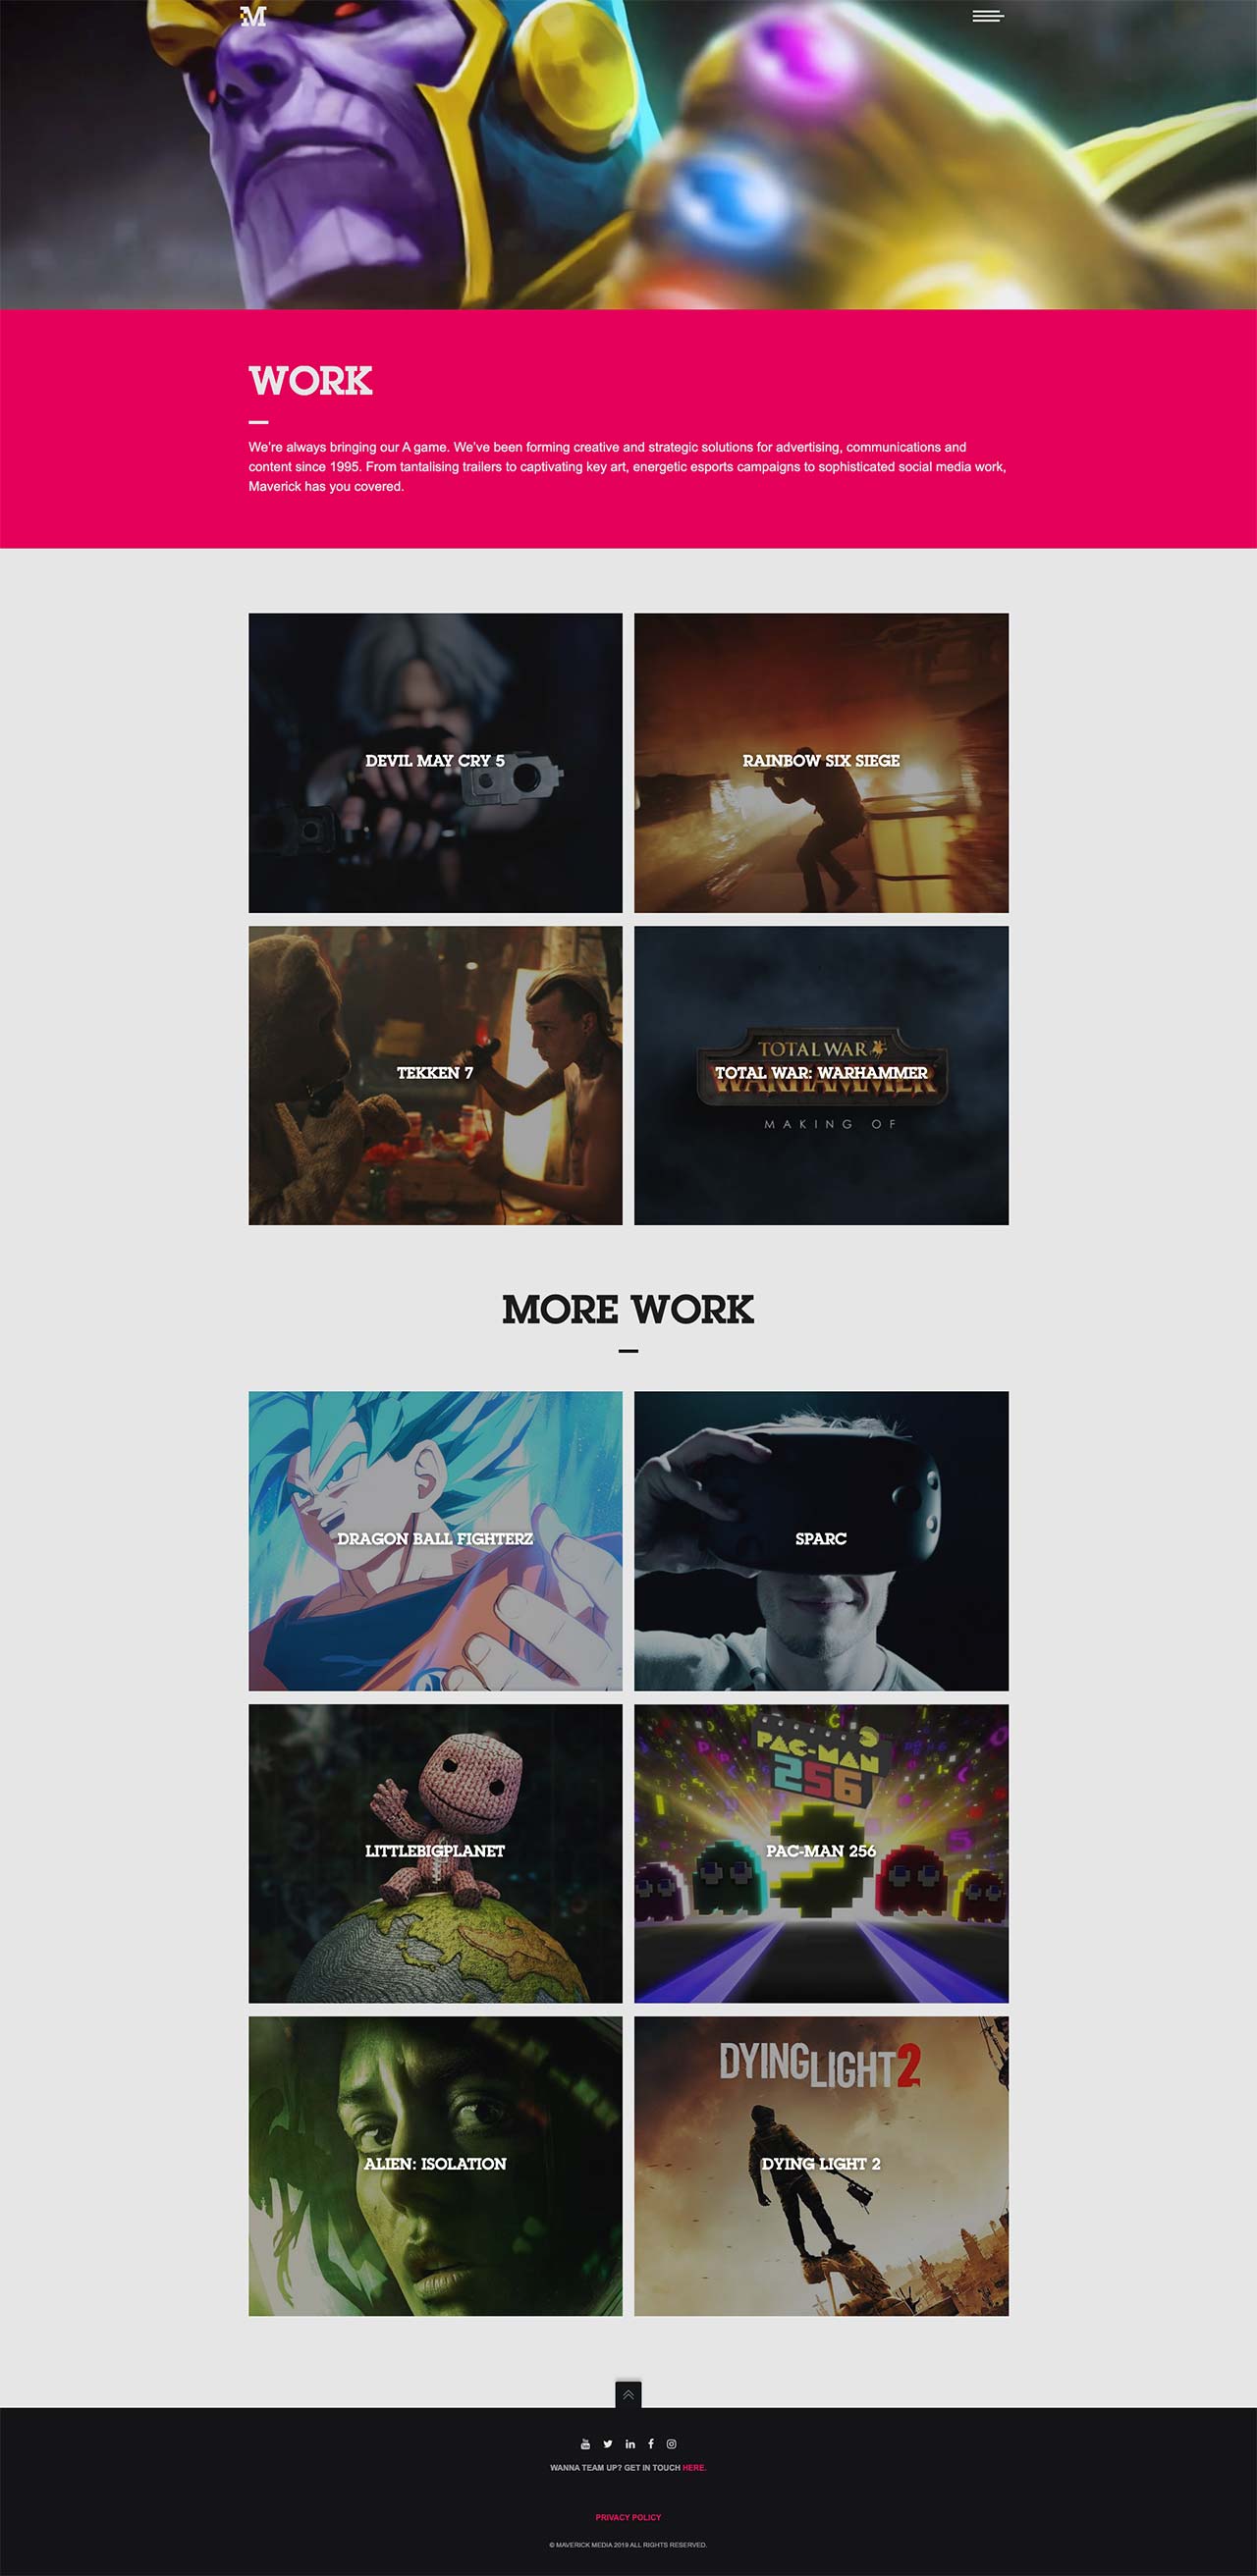 M
WORK
We're always bringing our A game. We've been forming creative and strategic solutions for advertising, communications and
content since 1995. From tantalising trailers to captivating key art, energetic esports campaigns to sophisticated social media work,
Maverick has you covered.
DEVIL MAY CRY 5
RAINBOW SIX SIEGE
TEKKEN 7
TOTAL WAR
WARHAMMER
TOTAL WAR: WARHAMMER
MAKING OF
MORE WORK
DRAGON BALL FIGHTERZ
SPARC
LITTLEBIGPLANET
PAC-MAN
256
PAC-MAN 256
ALIEN: ISOLATION
DYING LIGHT 2
DYING LIGHT 2
WANNA TEAM UP? GET IN TOUCH HERE.
PRIVACY POLICY
© MAVERICK MEDIA 2019 ALL RIGHTS RESERVED.